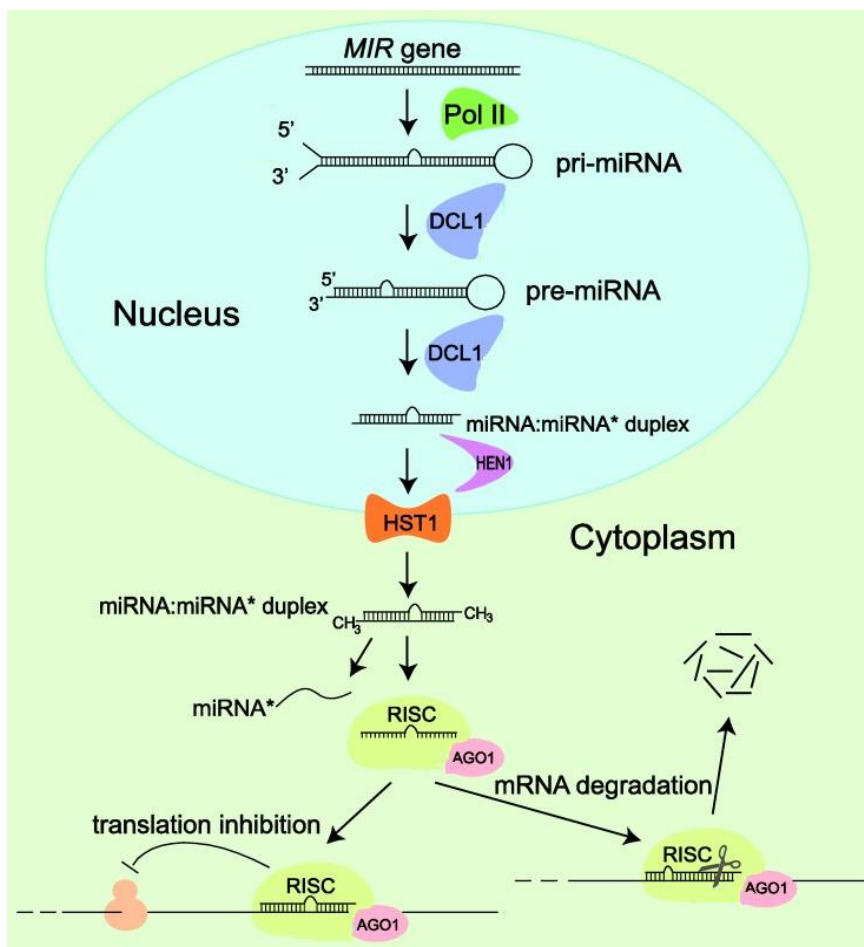 MIR gene
Pol II
5’
3’
pri-miRNA
DCL1
5’
3’
pre-miRNA
Nucleus
DCL1
miRNA:miRNA* duplex
HEN1
HST1
Cytoplasm
miRNA:miRNA* duplex
CH3
CH3
miRNA*
RISC
AGO1
mRNA degradation
translation inhibition
RISC
AGO1
RISC
AGO1